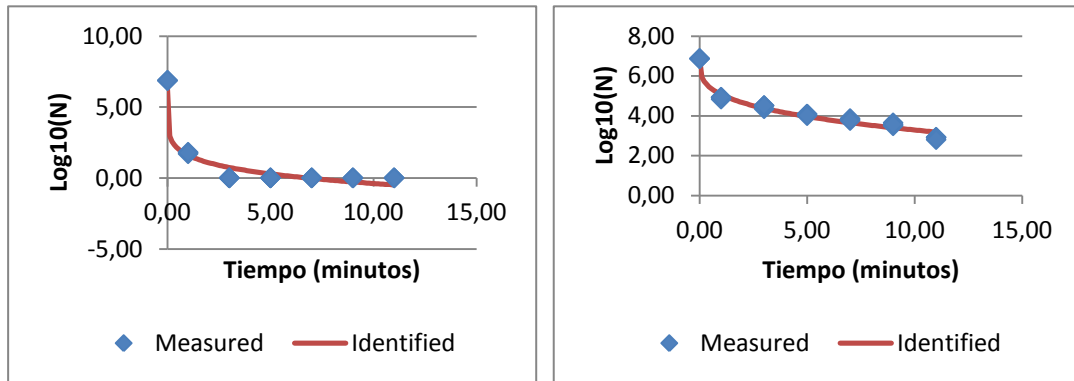 10,00
5,00
0,00
-5,00
0,00 5,00 10,00 15,00
Log10(N)
Tiempo (minutos)
Measured Identified
8,00
6,00
4,00
2,00
0,00
0,00 5,00 10,00 15,00
Log10(N)
Tiempo (minutos)
Measured Identified